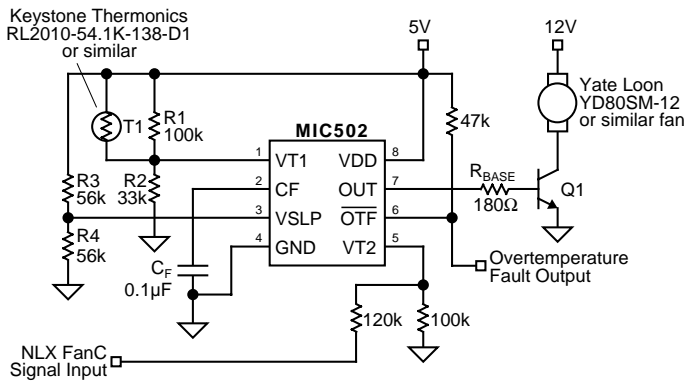 Keystone Thermonics
RL2010-54.1K-138-D1
or similar
5V
12V
T1
R1
100k
47k
Yate Loon
YD80SM-12
or similar fan
MIC502
1
VT1
VDD
8
2
CF
OUT
7
3
VSLP
OTF
6
4
GND
VT2
5
R3
56k
R2
33k
R4
56k
RBASE
180Ω
Q1
CF
0.1µF
Overtemperature
Fault Output
120k
100k
NLX FanC
Signal Input